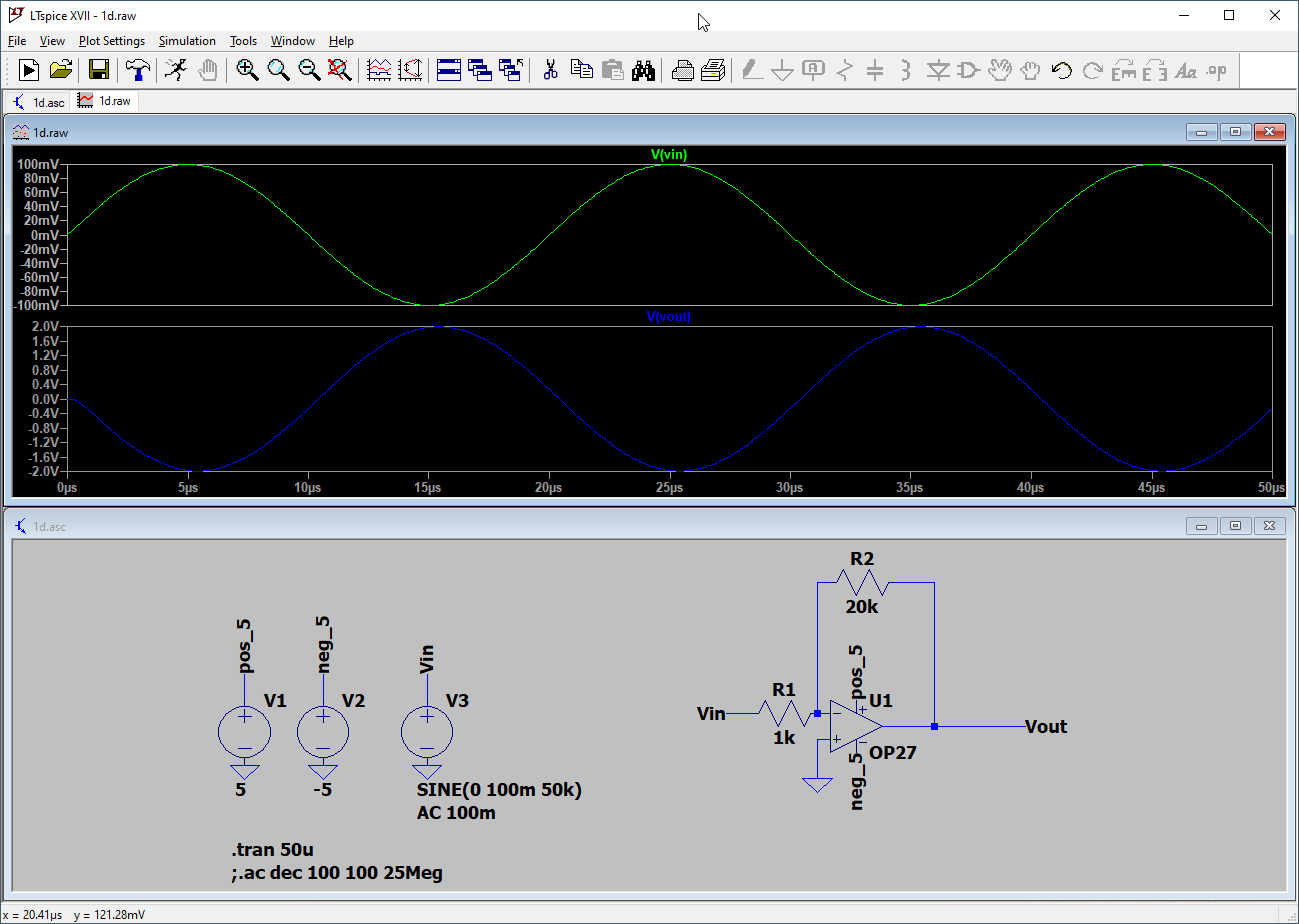 LTspice XVII - 1d.raw
File View Plot Settings Simulation Tools Window Help
Aa .op
1d.asc 1d.raw
1d.raw
V(vin)
100mV
80mV
60mV
40mV
20mV
0mV
-20mV
-40mV
-60mV
-80mV
-100mV
V(vout)
2.0V
1.6V
1.2V
0.8V
0.4V
0.0V
-0.4V
-0.8V
-1.2V
-1.6V
-2.0V
0µs 5µs 10µs 15µs 20µs 25µs 30µs 35µs 40µs 45µs 50µs
1d.asc
R2
20k
pos_5
neg_5
Vin
V1
V2
V3
5
-5
SINE(0 100m 50k)
AC 100m
Vin
R1
1k
pos_5
U1
OP27
neg_5
Vout
.tran 50u
;.ac dec 100 100 25Meg
x = 20.41µs y = 121.28mV